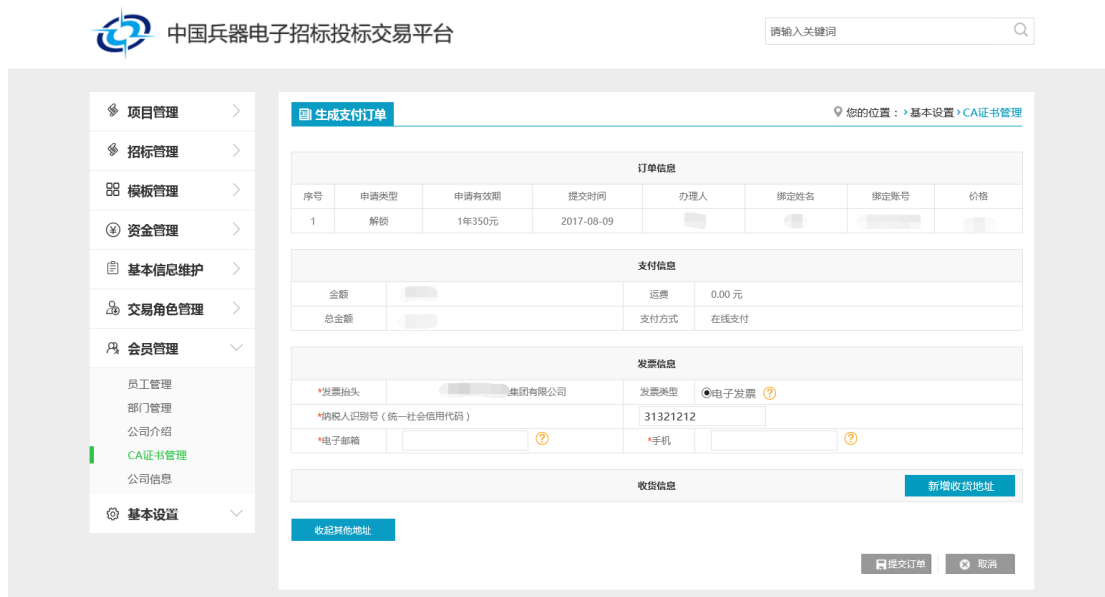 中国兵器电子招标投标交易平台
请输入关键词
项目管理
招标管理
模板管理
资金管理
基本信息维护
交易角色管理
会员管理
员工管理
部门管理
公司介绍
CA证书管理
公司信息
基本设置
生成支付订单
您的位置：›基本设置›CA证书管理
订单信息
序号 申请类型 申请有效期 提交时间 办理人 绑定姓名 绑定账号 价格
1 解锁 1年350元 2017-08-09
支付信息
金额 运费 0.00 元
总金额 支付方式 在线支付
发票信息
*发票抬头 集团有限公司 发票类型 电子发票 ?
*纳税人识别号（统一社会信用代码） 31321212
*电子邮箱 ? *手机 ?
收货信息 新增收货地址
收起其他地址
提交订单 取消